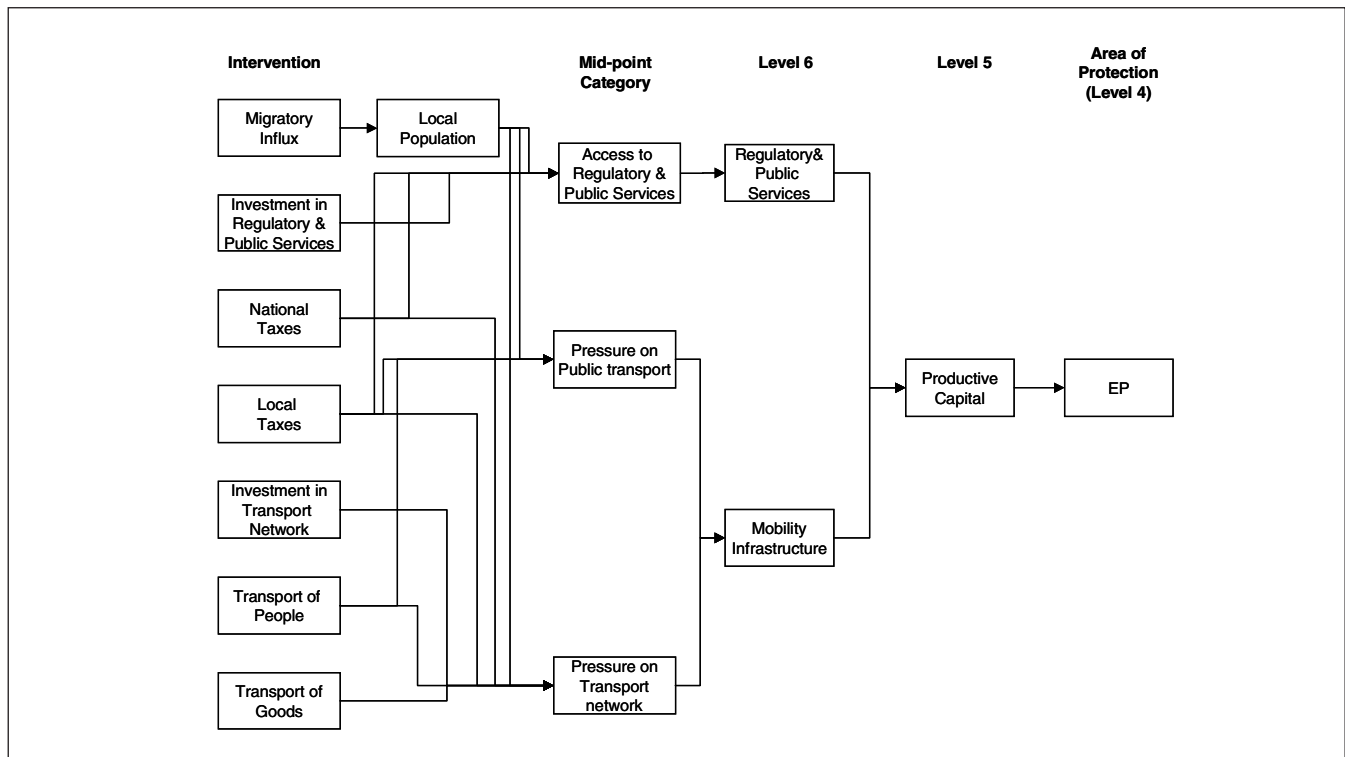 Intervention
Mid-point
Category
Level 6
Level 5
Area of
Protection
(Level 4)
Migratory
Influx
Local
Population
Access to
Regulatory &
Public Services
Regulatory&
Public
Services
Investment in
Regulatory &
Public Services
National
Taxes
Pressure on
Public transport
Productive
Capital
EP
Local
Taxes
Investment in
Transport
Network
Mobility
Infrastructure
Transport of
People
Pressure on
Transport
network
Transport of
Goods